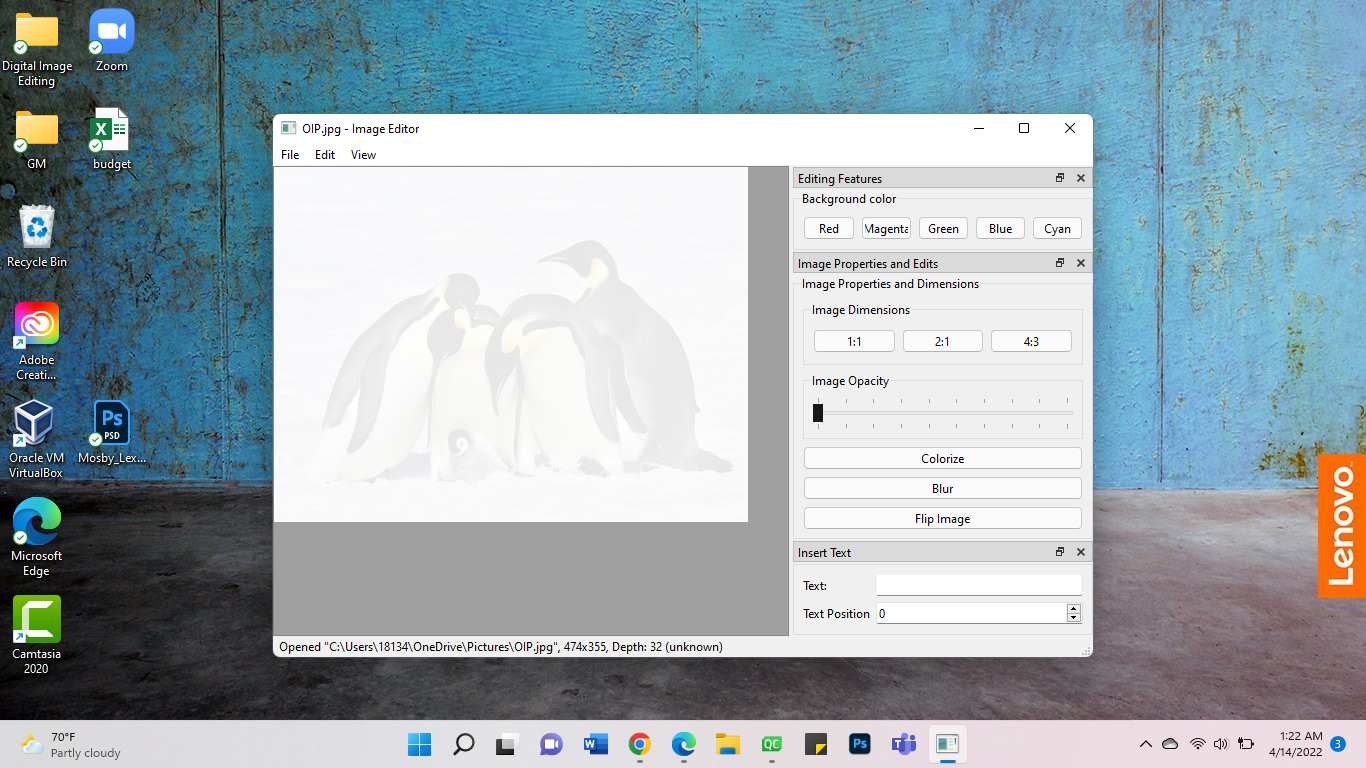 Digital Image
Editing
Zoom
GM
budget
Recycle Bin
Adobe
Creati...
Oracle VM
VirtualBox
Ps
PSD
Mosby_Lex...
Microsoft
Edge
Camtasia
2020
OIP.jpg - Image Editor
File Edit View
Editing Features
Background color
Red Magenta Green Blue Cyan
Image Properties and Edits
Image Properties and Dimensions
Image Dimensions
1:1 2:1 4:3
Image Opacity
Colorize
Blur
Flip Image
Insert Text
Text:
Text Position 0
Opened "C:\Users\18134\OneDrive\Pictures\OIP.jpg", 474x355, Depth: 32 (unknown)
Lenovo
70°F
Partly cloudy
QC
Ps
1:22 AM
4/14/2022
3